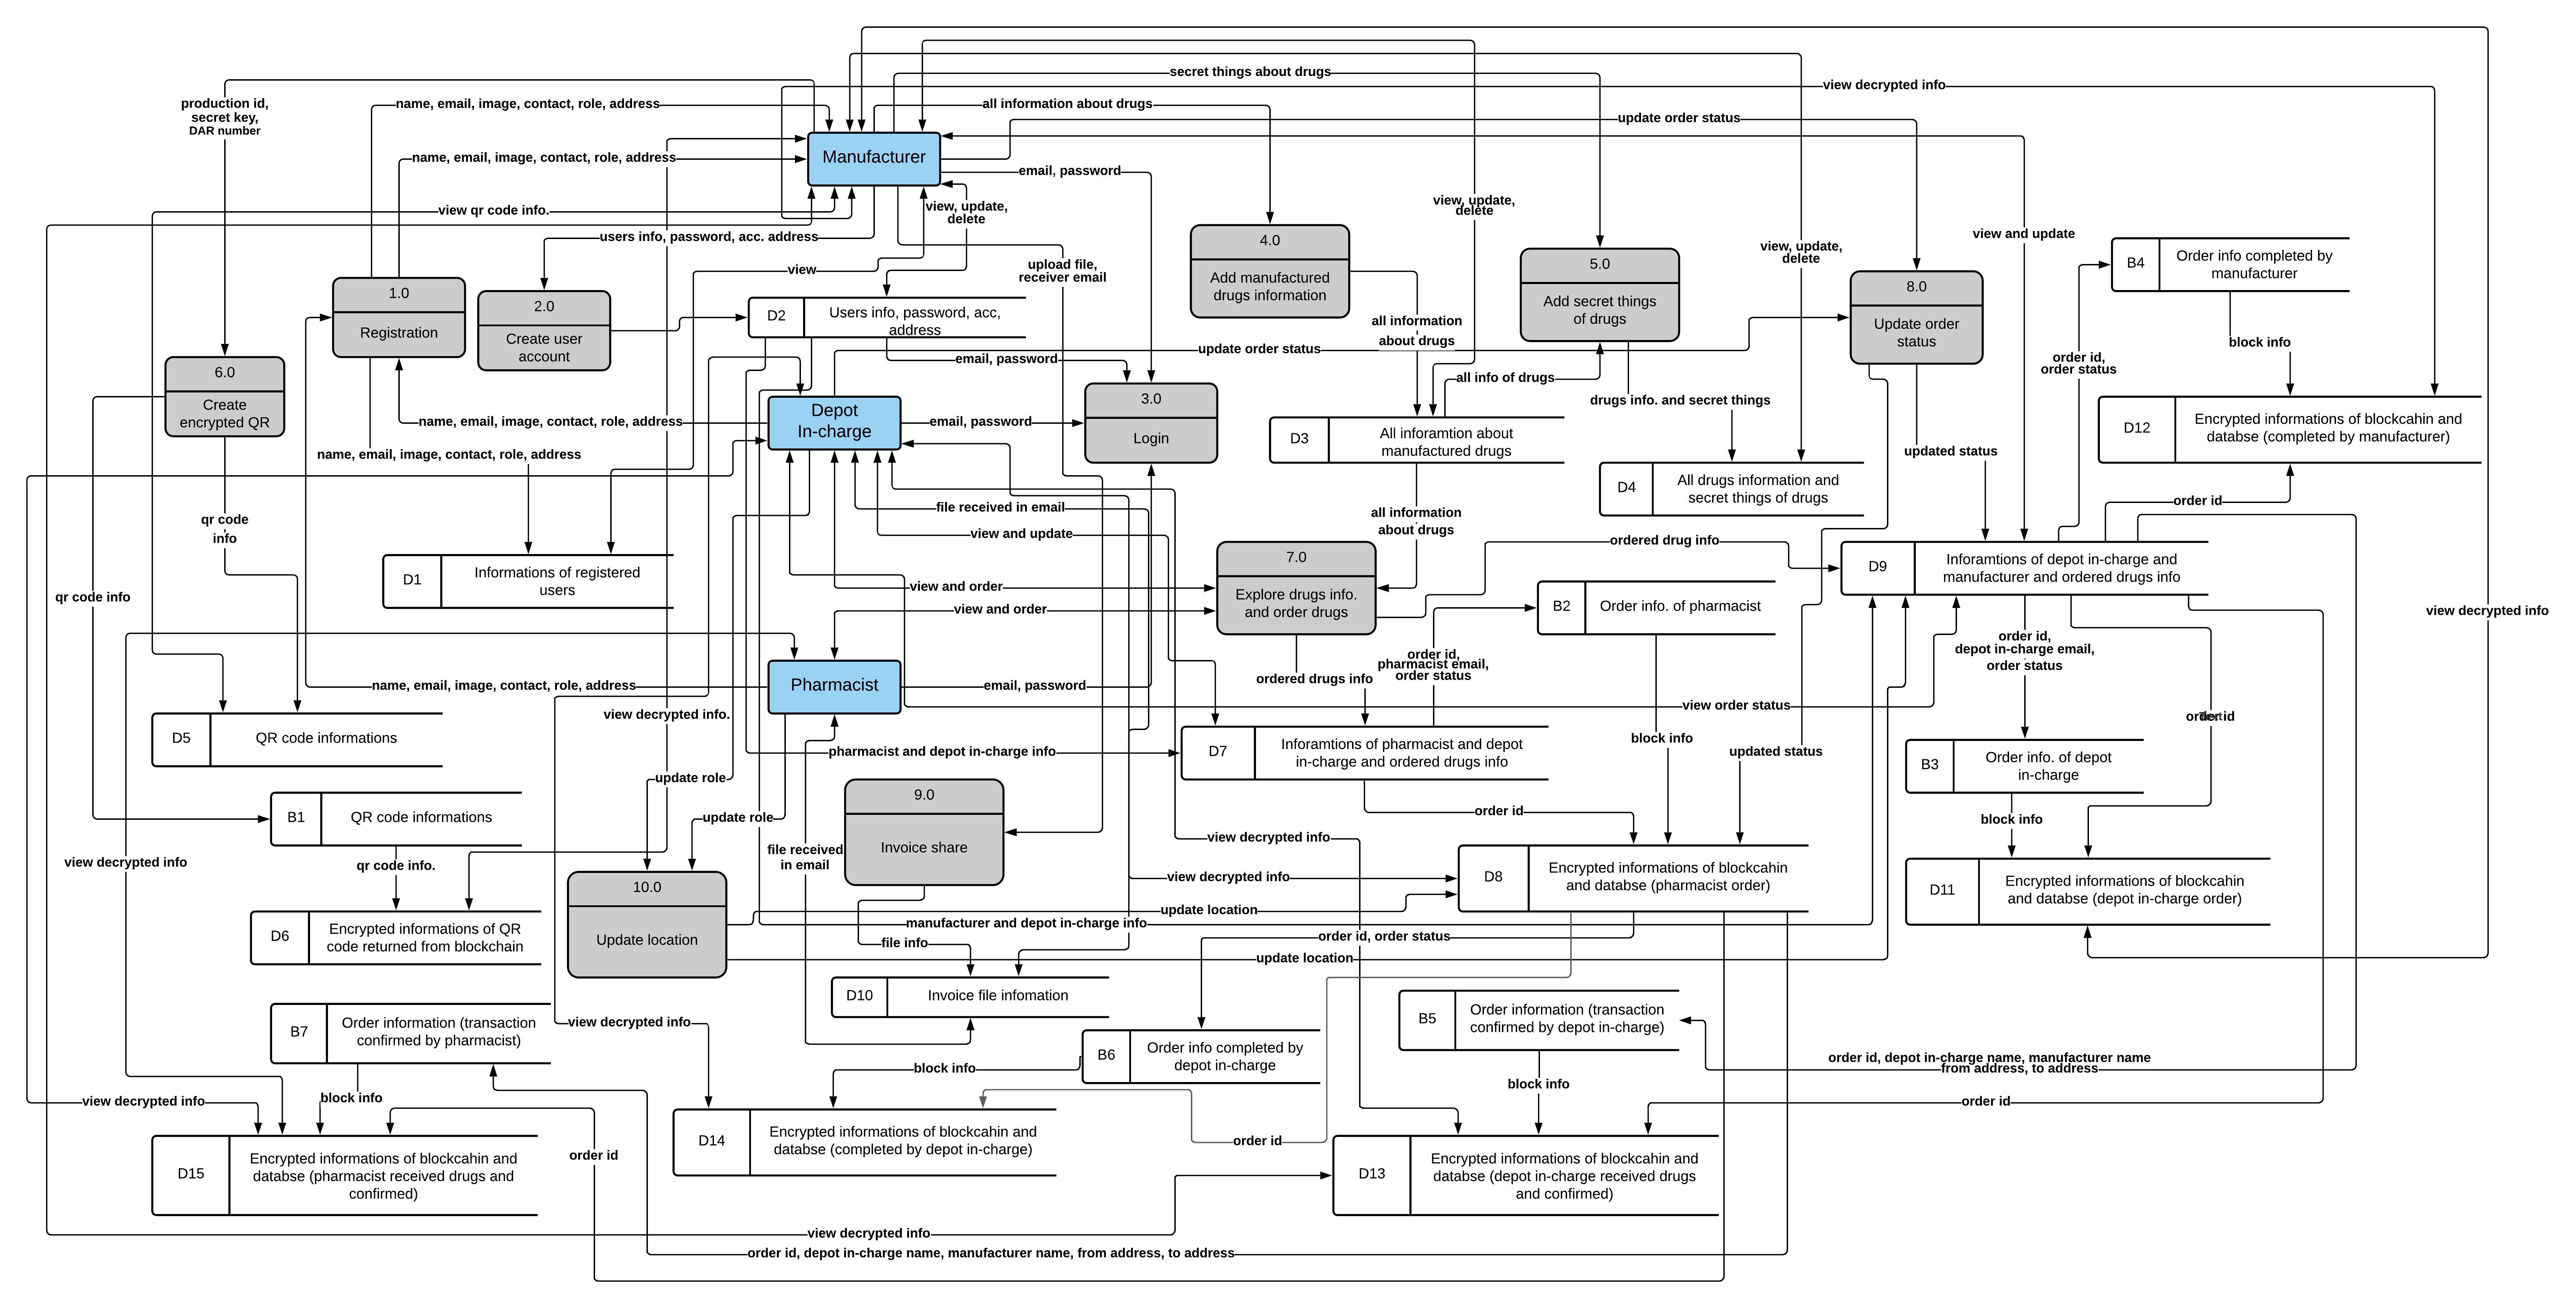 secret things about drugs
view decrypted info
production id,
secret key,
DAR number
name, email, image, contact, role, address
all information about drugs
update order status
Manufacturer
name, email, image, contact, role, address
email, password
view qr code info.
view, update,
delete
view, update,
delete
users info, password, acc. address
view
upload file,
receiver email
4.0
Add manufactured
drugs information
5.0
Add secret things
of drugs
view, update,
delete
view and update
B4
Order info completed by
manufacturer
1.0
Registration
2.0
Create user
account
D2
Users info, password, acc,
address
8.0
Update order
status
all information
about drugs
update order status
block info
order id,
order status
email, password
6.0
Create
encrypted QR
all info of drugs
drugs info. and secret things
3.0
Login
Depot
In-charge
name, email, image, contact, role, address
email, password
D3
All inforamtion about
manufactured drugs
D12
Encrypted informations of blockcahin and
databse (completed by manufacturer)
name, email, image, contact, role, address
updated status
D4
All drugs information and
secret things of drugs
order id
qr code
info
file received in email
view and update
all information
about drugs
ordered drug info
7.0
Explore drugs info.
and order drugs
D1
Informations of registered
users
D9
Inforamtions of depot in-charge and
manufacturer and ordered drugs info
qr code info
view and order
view and order
B2
Order info. of pharmacist
view decrypted info
order id,
depot in-charge email,
order status
order id,
pharmacist email,
order status
ordered drugs info
Pharmacist
name, email, image, contact, role, address
email, password
view order status
view decrypted info.
order id
D5
QR code informations
pharmacist and depot in-charge info
D7
Inforamtions of pharmacist and depot
in-charge and ordered drugs info
block info
updated status
B3
Order info. of depot
in-charge
update role
9.0
Invoice share
B1
QR code informations
update role
order id
block info
view decrypted info
file received
in email
view decrypted info
qr code info.
view decrypted info
D8
Encrypted informations of blockcahin
and databse (pharmacist order)
D11
Encrypted informations of blockcahin
and databse (depot in-charge order)
10.0
Update location
update location
manufacturer and depot in-charge info
D6
Encrypted informations of QR
code returned from blockchain
file info
order id, order status
update location
D10
Invoice file infomation
B7
Order information (transaction
confirmed by pharmacist)
view decrypted info
B5
Order information (transaction
confirmed by depot in-charge)
B6
Order info completed by
depot in-charge
order id, depot in-charge name, manufacturer name
from address, to address
block info
block info
view decrypted info
block info
order id
D14
Encrypted informations of blockcahin and
databse (completed by depot in-charge)
order id
order id
D15
Encrypted informations of blockcahin and
databse (pharmacist received drugs and
confirmed)
D13
Encrypted informations of blockcahin and
databse (depot in-charge received drugs
and confirmed)
view decrypted info
order id, depot in-charge name, manufacturer name, from address, to address